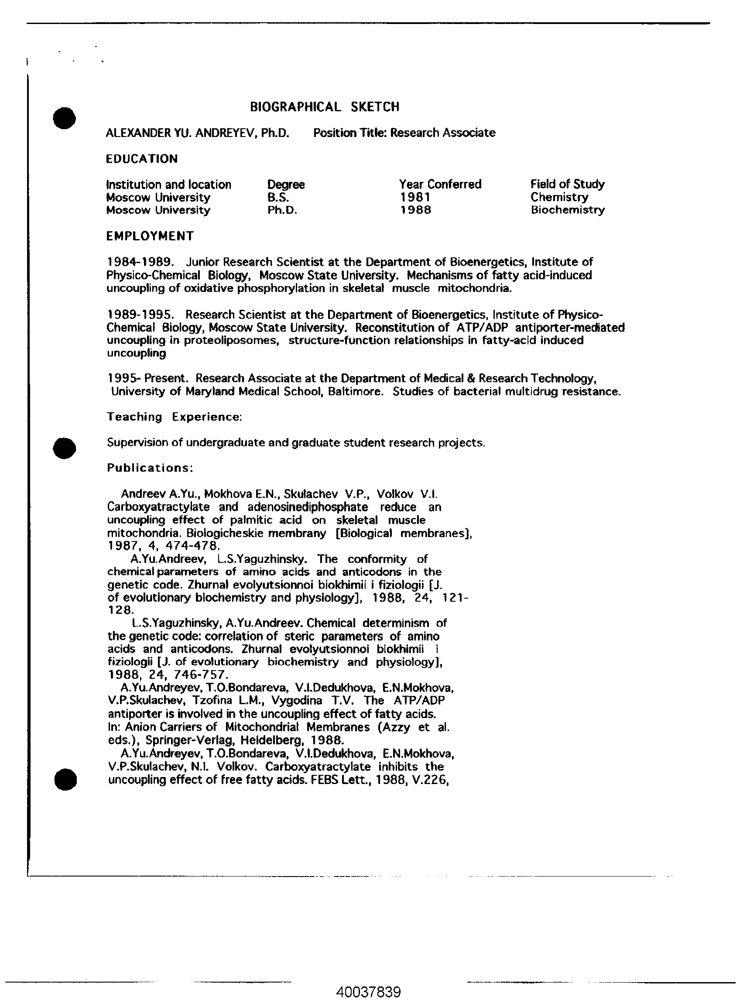 BIOGRAPHICAL SKETCH
ALEXANDER YU. ANDREYEV, Ph.D. Position Title: Research Associate
EDUCATION
Institution and location Degree Year Conferred Field of Study
Moscow University B.S. 1981 Chemistry
Moscow University Ph.D. 1988 Biochemistry
EMPLOYMENT
1984-1989. Junior Research Scientist at the Department of Bioenergetics, Institute of
Physico-Chemical Biology, Moscow State University. Mechanisms of fatty acid-induced
uncoupling of oxidative phosphorylation in skeletal muscle mitochondria.
1989-1995. Research Scientist at the Department of Bioenergetics, Institute of Physico-
Chemical Biology, Moscow State University. Reconstitution of ATP/ADP antiporter-mediated
uncoupling in proteoliposomes, structure-function relationships in fatty-acid induced
uncoupling
1995- Present. Research Associate at the Department of Medical & Research Technology,
University of Maryland Medical School, Baltimore. Studies of bacterial multidrug resistance.
Teaching Experience:
Supervision of undergraduate and graduate student research projects.
Publications:
Andreev A.Yu., Mokhova E.N., Skulachev V.P., Volkov V.I.
Carboxyatractylate and adenosinediphosphate reduce an
uncoupling effect of palmitic acid on skeletal muscle
mitochondria. Biologicheskie membrany [Biological membranes],
1987, 4, 474-478.
A.Yu.Andreev, L.S.Yaguzhinsky. The conformity of
chemical parameters of amino acids and anticodons in the
genetic code. Zhurnal evolyutsionnoi biokhimii i fiziologii [J.
of evolutionary biochemistry and physiology], 1988, 24, 121-
128.
L.S.Yaguzhinsky, A.Yu.Andreev. Chemical determinism of
the genetic code: correlation of steric parameters of amino
acids and anticodons. Zhurnal evolyutsionnoi biokhimii i
fiziologii [J. of evolutionary biochemistry and physiology],
1988, 24, 746-757.
A.Yu.Andreyev, T.O.Bondareva, V.I.Dedukhova, E.N.Mokhova,
V.P.Skulachev, Tzofina L.M., Vygodina T.V. The ATP/ADP
antiporter is involved in the uncoupling effect of fatty acids.
In: Anion Carriers of Mitochondrial Membranes (Azzy et al.
eds.), Springer-Verlag, Heidelberg, 1988.
A.Yu.Andreyev, T.O.Bondareva, V.I.Dedukhova, E.N.Mokhova,
V.P.Skulachev, N.I. Volkov. Carboxyatractylate inhibits the
uncoupling effect of free fatty acids. FEBS Lett., 1988, V.226,
40037839